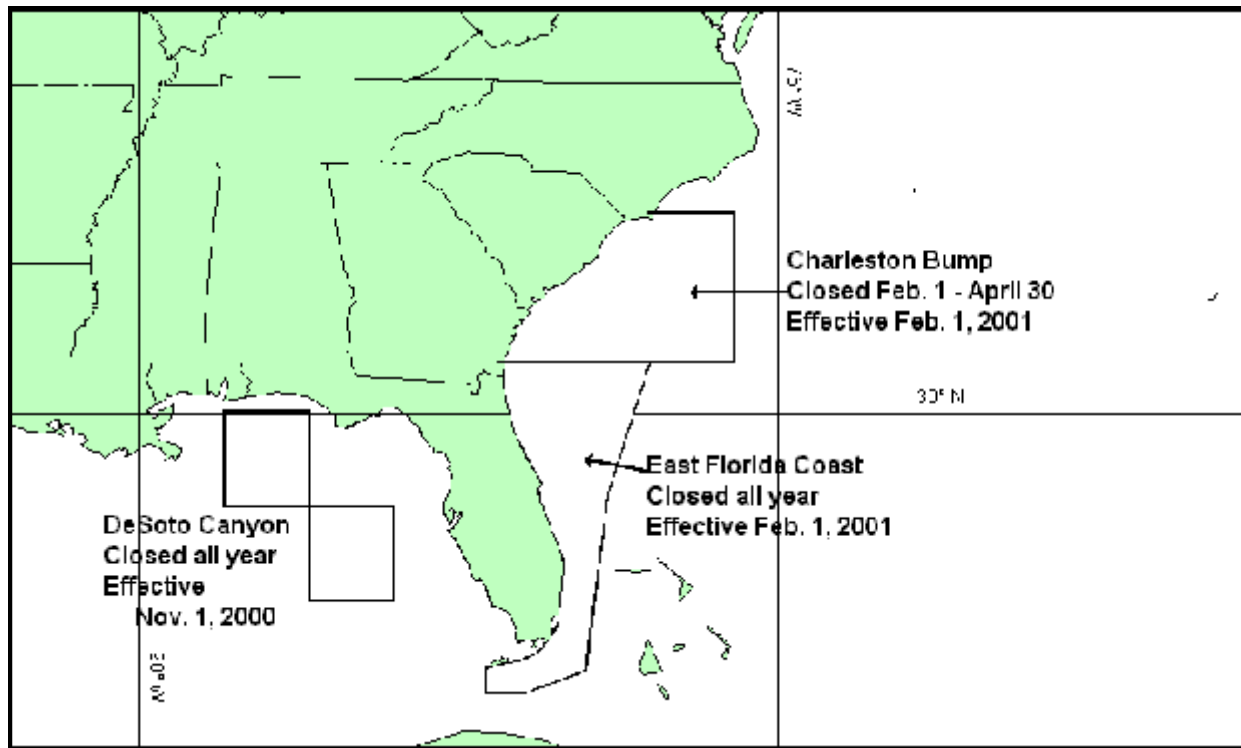 75° W
Charleston Bump
Closed Feb. 1 - April 30
Effective Feb. 1, 2001
30° N
East Florida Coast
Closed all year
Effective Feb. 1, 2001
DeSoto Canyon
Closed all year
Effective
Nov. 1, 2000